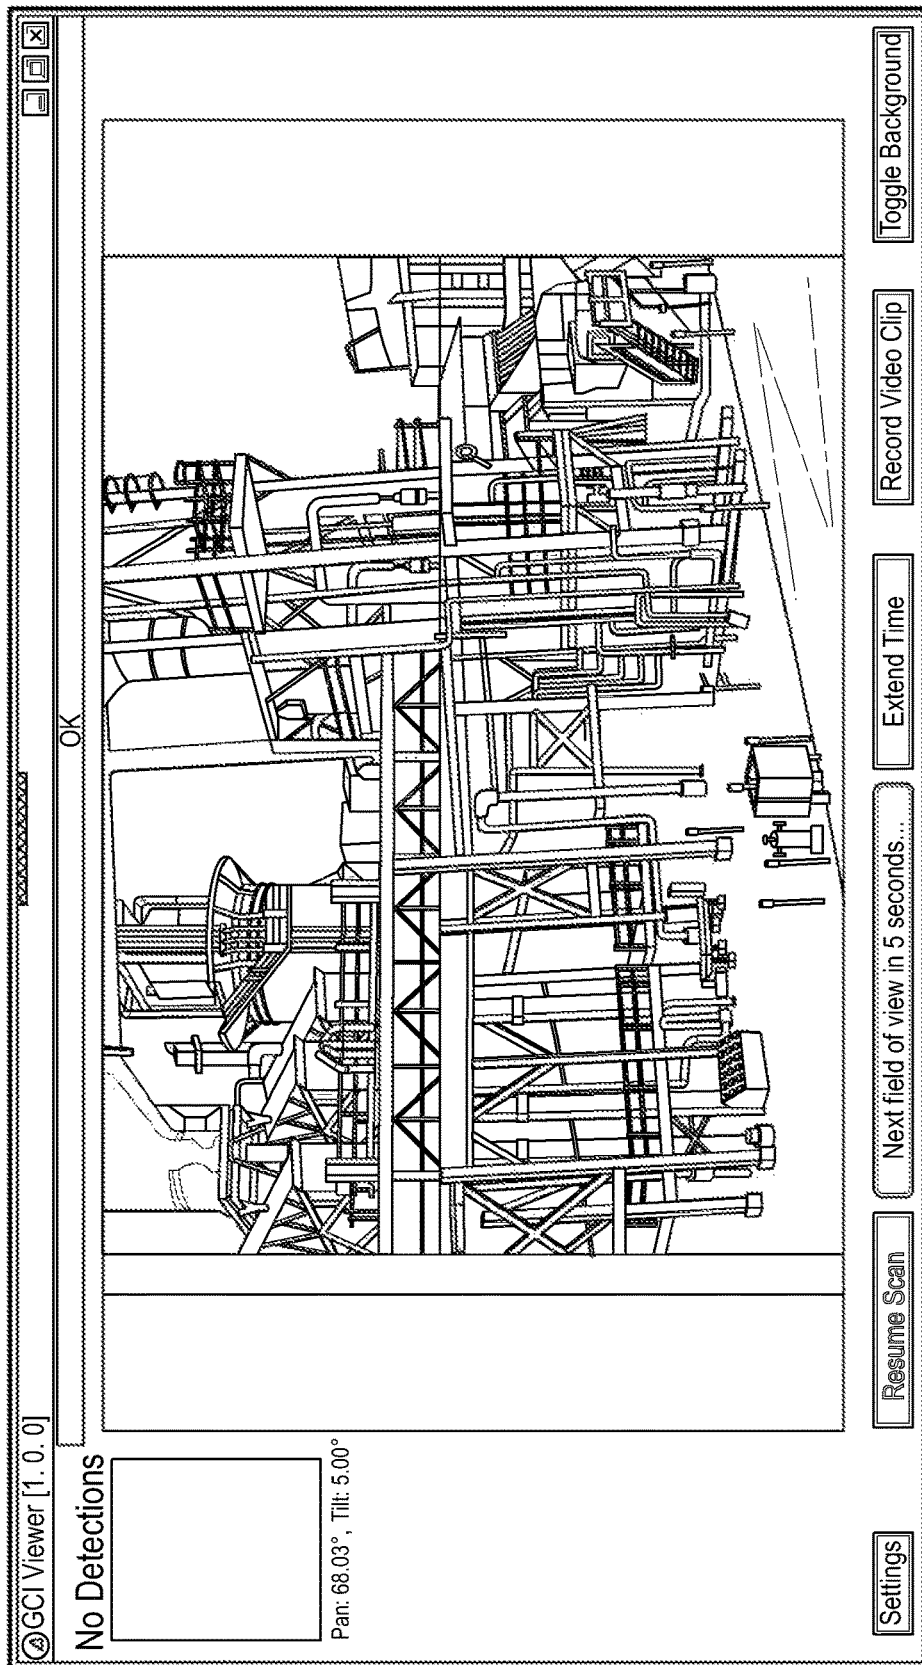 GCI Viewer [1. 0. 0]
OK
No Detections
Pan: 68.03°, Tilt: 5.00°
Settings
Resume Scan
Next field of view in 5 seconds...
Extend Time
Record Video Clip
Toggle Background